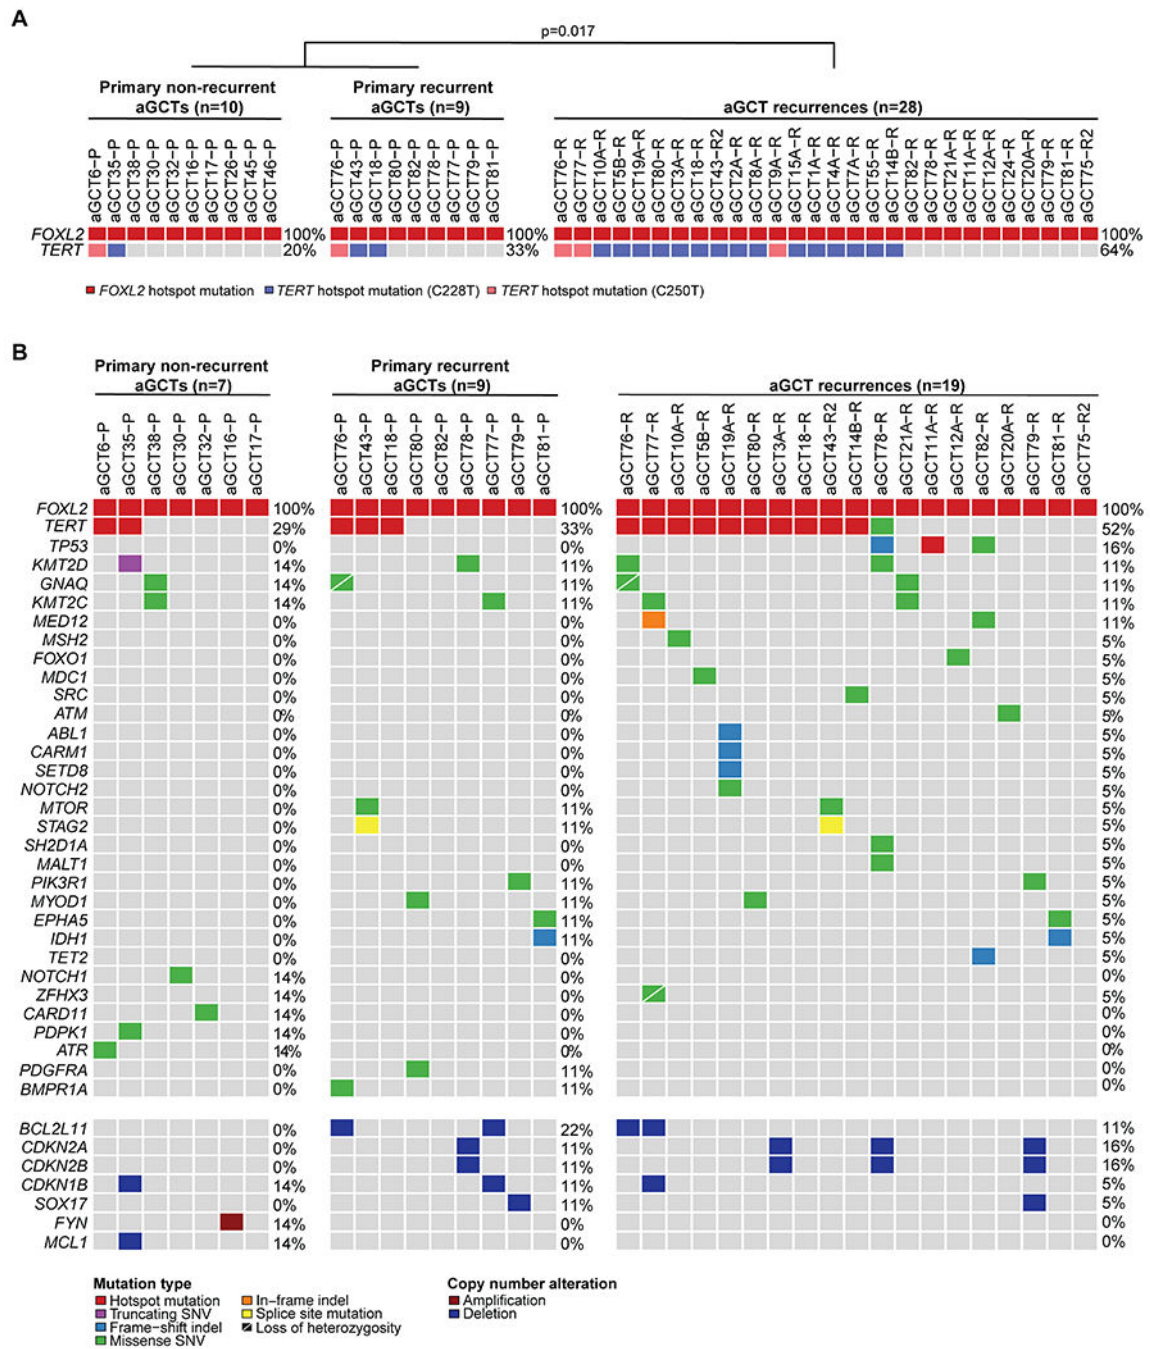 A
p=0.017
Primary non-recurrent
aGCTs (n=10)
Primary recurrent
aGCTs (n=9)
aGCT recurrences (n=28)
aGCT6–P
aGCT35–P
aGCT38–P
aGCT30–P
aGCT32–P
aGCT16–P
aGCT17–P
aGCT26–P
aGCT45–P
aGCT46–P
aGCT76–P
aGCT43–P
aGCT18–P
aGCT80–P
aGCT82–P
aGCT78–P
aGCT77–P
aGCT79–P
aGCT81–P
aGCT76–R
aGCT77–R
aGCT10A–R
aGCT5B–R
aGCT19A–R
aGCT80–R
aGCT3A–R
aGCT18–R
aGCT43–R2
aGCT2A–R
aGCT8A–R
aGCT9A–R
aGCT15A–R
aGCT1A–R
aGCT4A–R
aGCT7A–R
aGCT55–R
aGCT14B–R
aGCT82–R
aGCT78–R
aGCT21A–R
aGCT11A–R
aGCT12A–R
aGCT24–R
aGCT20A–R
aGCT79–R
aGCT81–R
aGCT75–R2
FOXL2 100% 100% 100%
TERT 20% 33% 64%
FOXL2 hotspot mutation TERT hotspot mutation (C228T) TERT hotspot mutation (C250T)
B
Primary non-recurrent
aGCTs (n=7)
Primary recurrent
aGCTs (n=9)
aGCT recurrences (n=19)
aGCT6–P
aGCT35–P
aGCT38–P
aGCT30–P
aGCT32–P
aGCT16–P
aGCT17–P
aGCT76–P
aGCT43–P
aGCT18–P
aGCT80–P
aGCT82–P
aGCT78–P
aGCT77–P
aGCT79–P
aGCT81–P
aGCT76–R
aGCT77–R
aGCT10A–R
aGCT5B–R
aGCT19A–R
aGCT80–R
aGCT3A–R
aGCT18–R
aGCT43–R2
aGCT14B–R
aGCT78–R
aGCT21A–R
aGCT11A–R
aGCT12A–R
aGCT82–R
aGCT20A–R
aGCT79–R
aGCT81–R
aGCT75–R2
FOXL2 100% 100% 100%
TERT 29% 33% 52%
TP53 0% 0% 16%
KMT2D 14% 11% 11%
GNAQ 14% 11% 11%
KMT2C 14% 11% 11%
MED12 0% 0% 11%
MSH2 0% 0% 5%
FOXO1 0% 0% 5%
MDC1 0% 0% 5%
SRC 0% 0% 5%
ATM 0% 0% 5%
ABL1 0% 0% 5%
CARM1 0% 0% 5%
SETD8 0% 0% 5%
NOTCH2 0% 0% 5%
MTOR 0% 11% 5%
STAG2 0% 11% 5%
SH2D1A 0% 0% 5%
MALT1 0% 0% 5%
PIK3R1 0% 11% 5%
MYOD1 0% 11% 5%
EPHA5 0% 11% 5%
IDH1 0% 11% 5%
TET2 0% 0% 5%
NOTCH1 14% 0% 0%
ZFHX3 14% 0% 5%
CARD11 14% 0% 0%
PDPK1 14% 0% 0%
ATR 14% 0% 0%
PDGFRA 0% 11% 0%
BMPR1A 0% 11% 0%
BCL2L11 0% 22% 11%
CDKN2A 0% 11% 16%
CDKN2B 0% 11% 16%
CDKN1B 14% 11% 5%
SOX17 0% 11% 5%
FYN 14% 0% 0%
MCL1 14% 0% 0%
Mutation type
Hotspot mutation
Truncating SNV
Frame–shift indel
Missense SNV
In–frame indel
Splice site mutation
Loss of heterozygosity
Copy number alteration
Amplification
Deletion